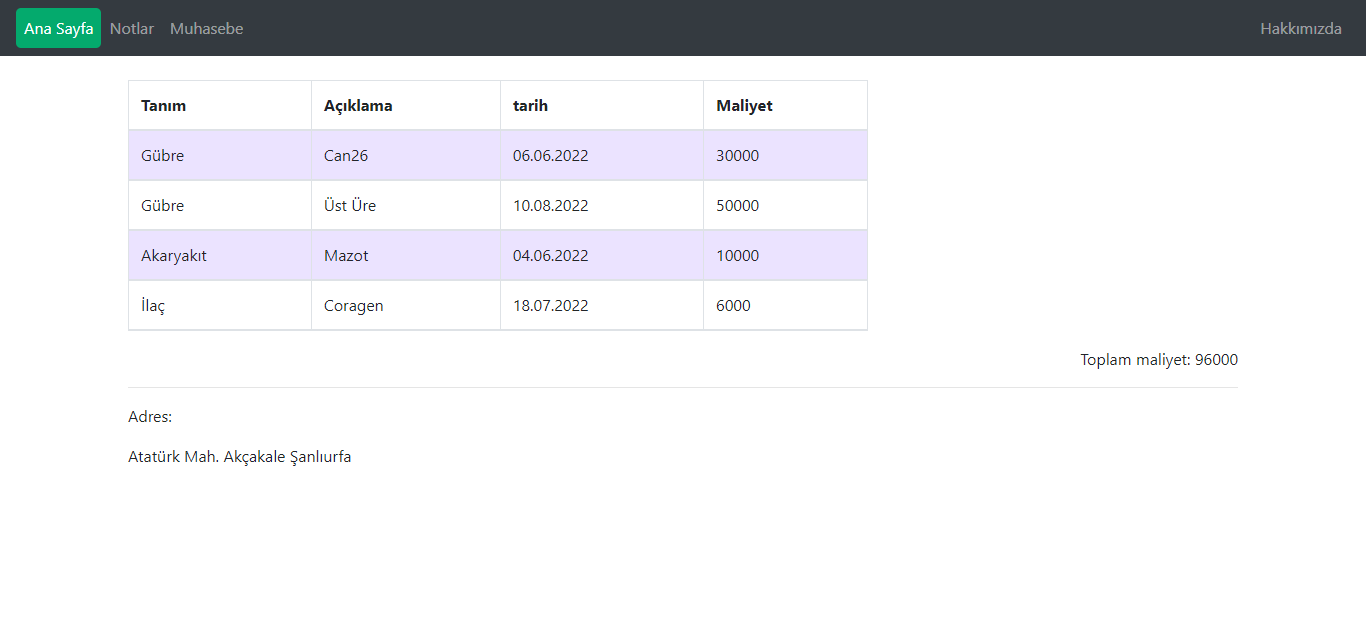 Ana Sayfa Notlar Muhasebe Hakkımızda
Tanım Açıklama tarih Maliyet
Gübre Can26 06.06.2022 30000
Gübre Üst Üre 10.08.2022 50000
Akaryakıt Mazot 04.06.2022 10000
İlaç Coragen 18.07.2022 6000
Toplam maliyet: 96000
Adres:
Atatürk Mah. Akçakale Şanlıurfa